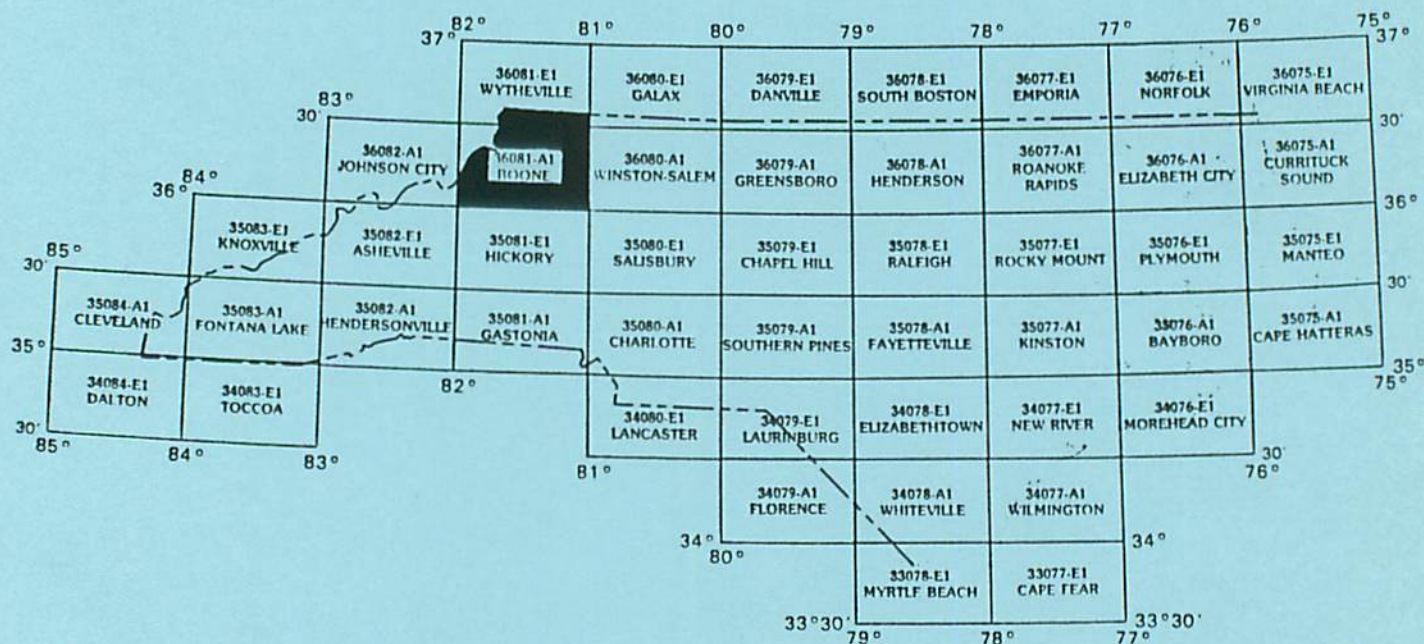 82° 81° 80° 79° 78° 77° 76° 75°
37° 37°
36081-E1 36080-E1 36079-E1 36078-E1 36077-E1 36076-E1 36075-E1
WYTHEVILLE GALAX DANVILLE SOUTH BOSTON EMPORIA NORFOLK VIRGINIA BEACH
83°
30' 30'
36082-A1 36081-A1 36080-A1 36079-A1 36078-A1 36077-A1 36076-A1 36075-A1
JOHNSON CITY BOONE WINSTON-SALEM GREENSBORO HENDERSON ROANOKE RAPIDS ELIZABETH CITY CURRITUCK SOUND
84°
36° 36°
35083-E1 35082-E1 35081-E1 35080-E1 35079-E1 35078-E1 35077-E1 35076-E1 35075-E1
KNOXVILLE ASHEVILLE HICKORY SALISBURY CHAPEL HILL RALEIGH ROCKY MOUNT PLYMOUTH MANTEO
85°
30' 30'
35084-A1 35083-A1 35082-A1 35081-A1 35080-A1 35079-A1 35078-A1 35077-A1 35076-A1 35075-A1
CLEVELAND FONTANA LAKE HENDERSONVILLE GASTONIA CHARLOTTE SOUTHERN PINES FAYETTEVILLE KINSTON BAYBORO CAPE HATTERAS
35° 82° 35°
75°
34084-E1 34083-E1 34080-E1 34079-E1 34078-E1 34077-E1 34076-E1
DALTON TOCCOA LANCASTER LAURINBURG ELIZABETHTOWN NEW RIVER MOREHEAD CITY
30' 30'
85° 84° 83° 81° 76°
34079-A1 34078-A1 34077-A1
FLORENCE WHITEVILLE WILMINGTON
34° 34°
80°
33078-E1 33077-E1
MYRTLE BEACH CAPE FEAR
33°30' 33°30'
79° 78° 77°